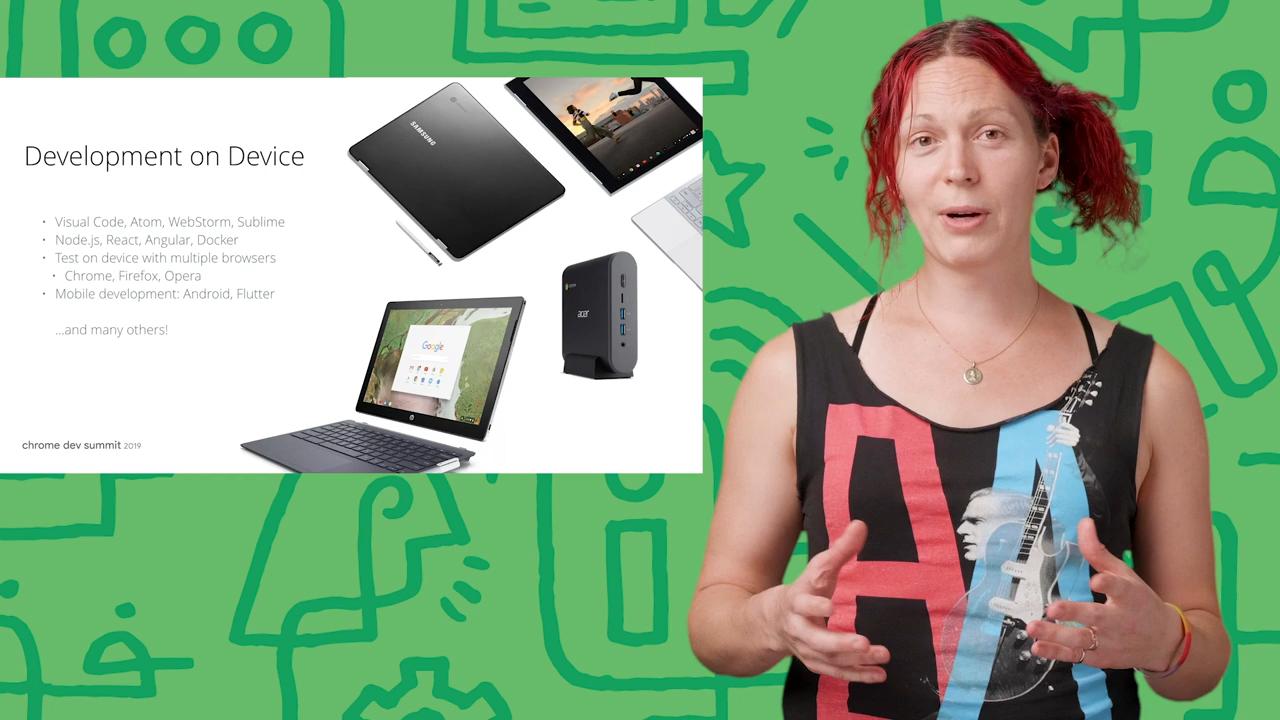 Development on Device
• Visual Code, Atom, WebStorm, Sublime
• Node.js, React, Angular, Docker
• Test on device with multiple browsers
• Chrome, Firefox, Opera
• Mobile development: Android, Flutter
...and many others!
chrome dev summit 2019
SAMSUNG
Google
acer
hp